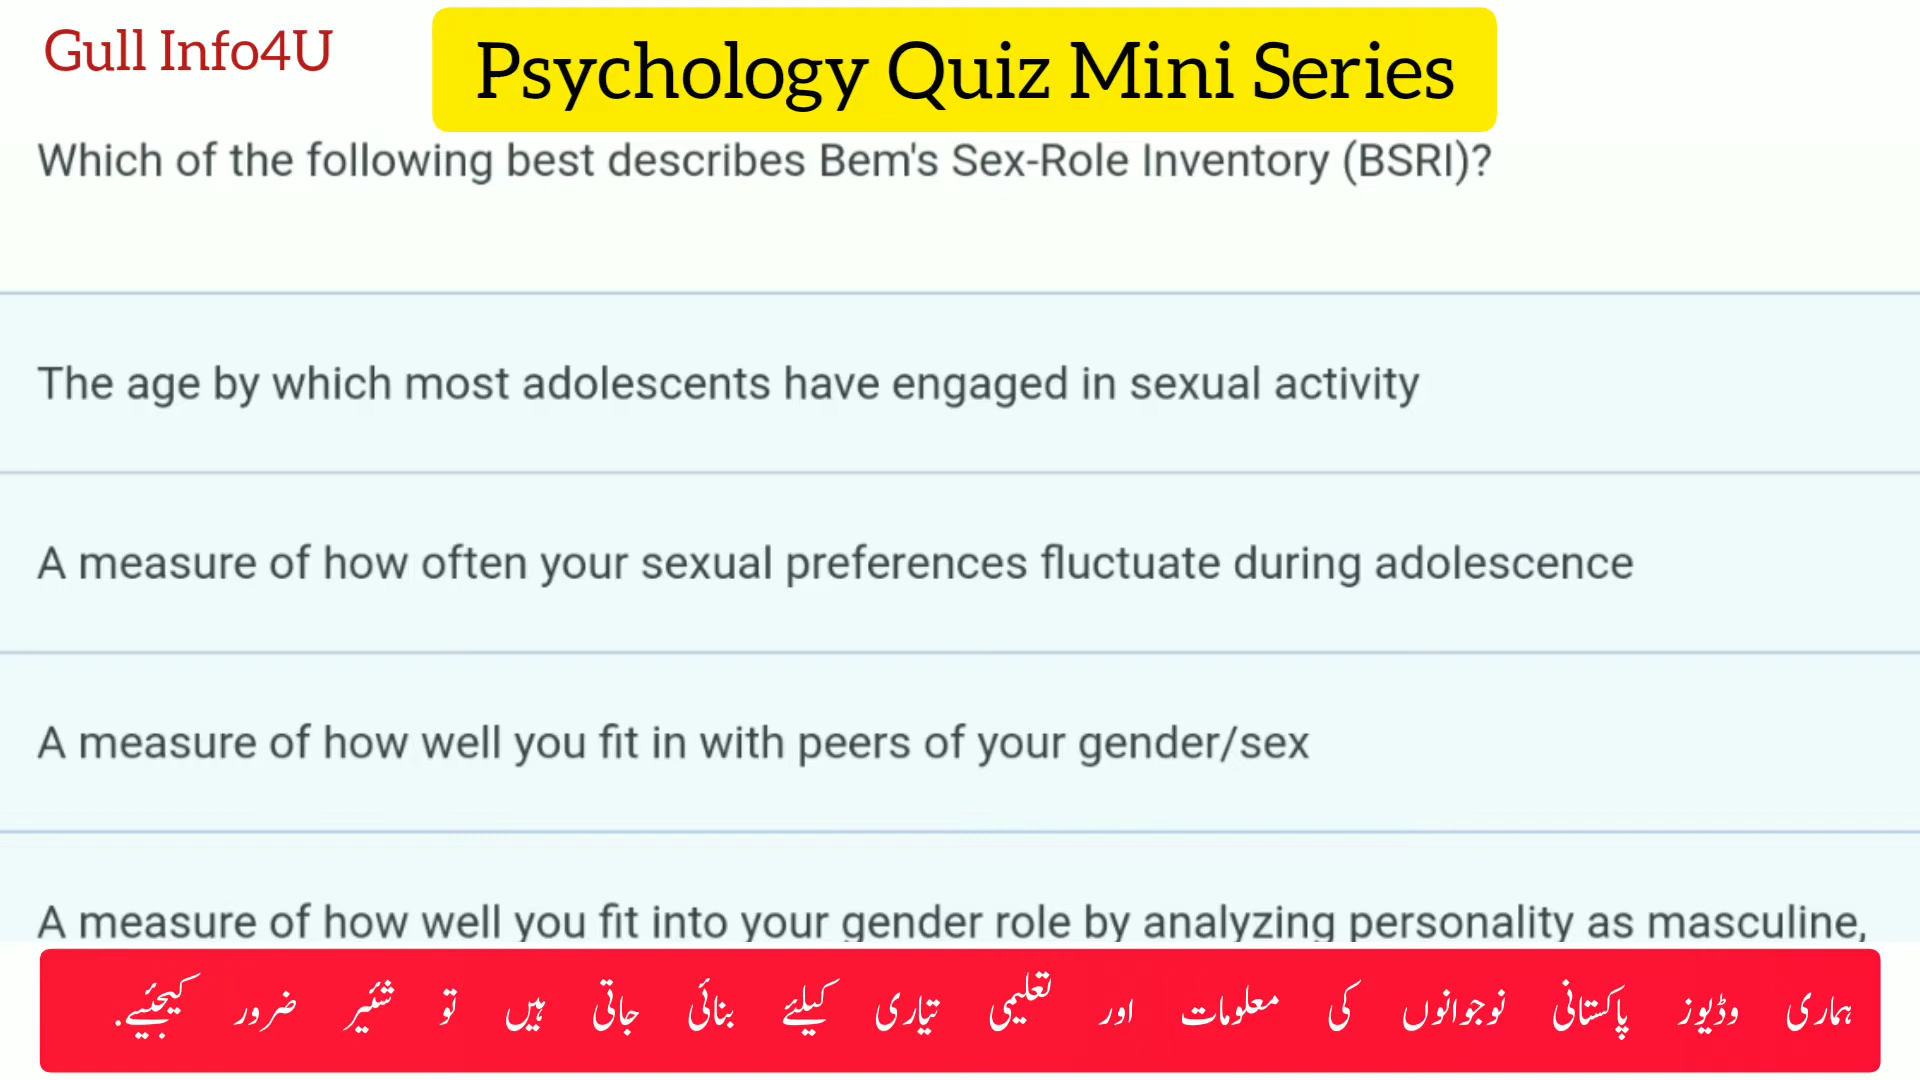 Gull Info4U
Psychology Quiz Mini Series
Which of the following best describes Bem's Sex-Role Inventory (BSRI)?
The age by which most adolescents have engaged in sexual activity
A measure of how often your sexual preferences fluctuate during adolescence
A measure of how well you fit in with peers of your gender/sex
A measure of how well you fit into your gender role by analyzing personality as masculine,
ہماری وڈیوز پاکستانی نوجوانوں کی معلومات اور تعلیمی تیاری کیلئے بنائی جاتی ہیں تو شئیر ضرور کیجئیے.